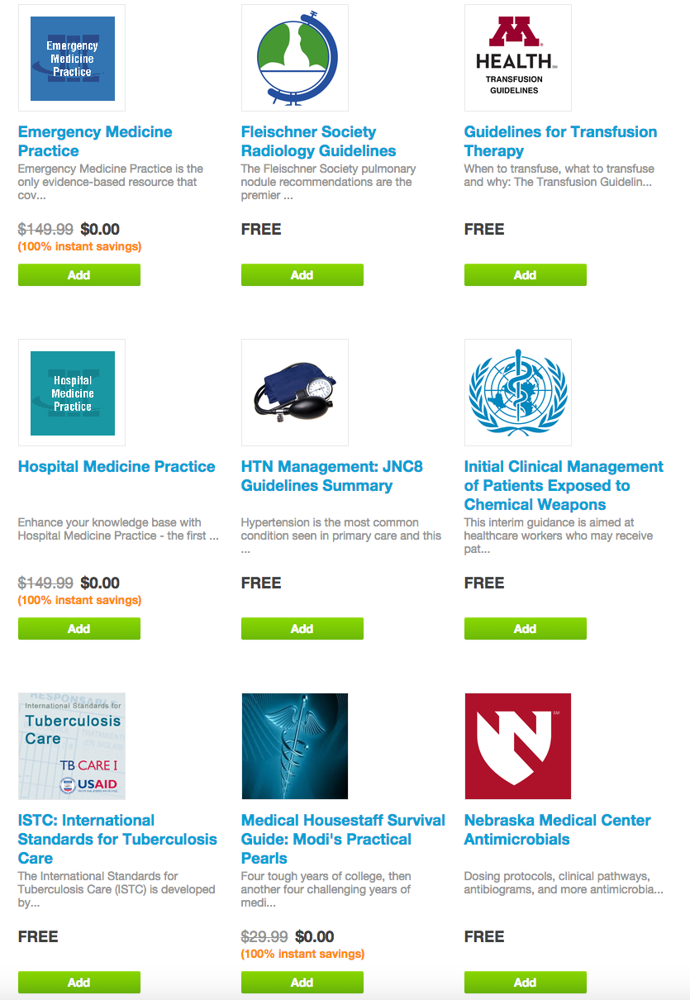 Emergency
Medicine
Practice
Emergency Medicine
Practice
Emergency Medicine Practice is the
only evidence-based resource that
cov...
$149.99 $0.00
(100% instant savings)
Add
Fleischner Society
Radiology Guidelines
The Fleischner Society pulmonary
nodule recommendations are the
premier ...
FREE
Add
M
HEALTH SM
TRANSFUSION
GUIDELINES
Guidelines for Transfusion
Therapy
When to transfuse, what to transfuse
and why: The Transfusion Guidelin...
FREE
Add
Hospital
Medicine
Practice
Hospital Medicine Practice
Enhance your knowledge base with
Hospital Medicine Practice - the first ...
$149.99 $0.00
(100% instant savings)
Add
HTN Management: JNC8
Guidelines Summary
Hypertension is the most common
condition seen in primary care and this
...
FREE
Add
Initial Clinical Management
of Patients Exposed to
Chemical Weapons
This interim guidance is aimed at
healthcare workers who may receive
pat...
FREE
Add
RESPONSABLE
International Standards for
Tuberculosis
Care
TB CARE I
USAID
ISTC: International
Standards for Tuberculosis
Care
The International Standards for
Tuberculosis Care (ISTC) is developed
by...
FREE
Add
Medical Housestaff Survival
Guide: Modi's Practical
Pearls
Four tough years of college, then
another four challenging years of
medi...
$29.99 $0.00
(100% instant savings)
Add
N SM
Nebraska Medical Center
Antimicrobials
Dosing protocols, clinical pathways,
antibiograms, and more antimicrobia...
FREE
Add